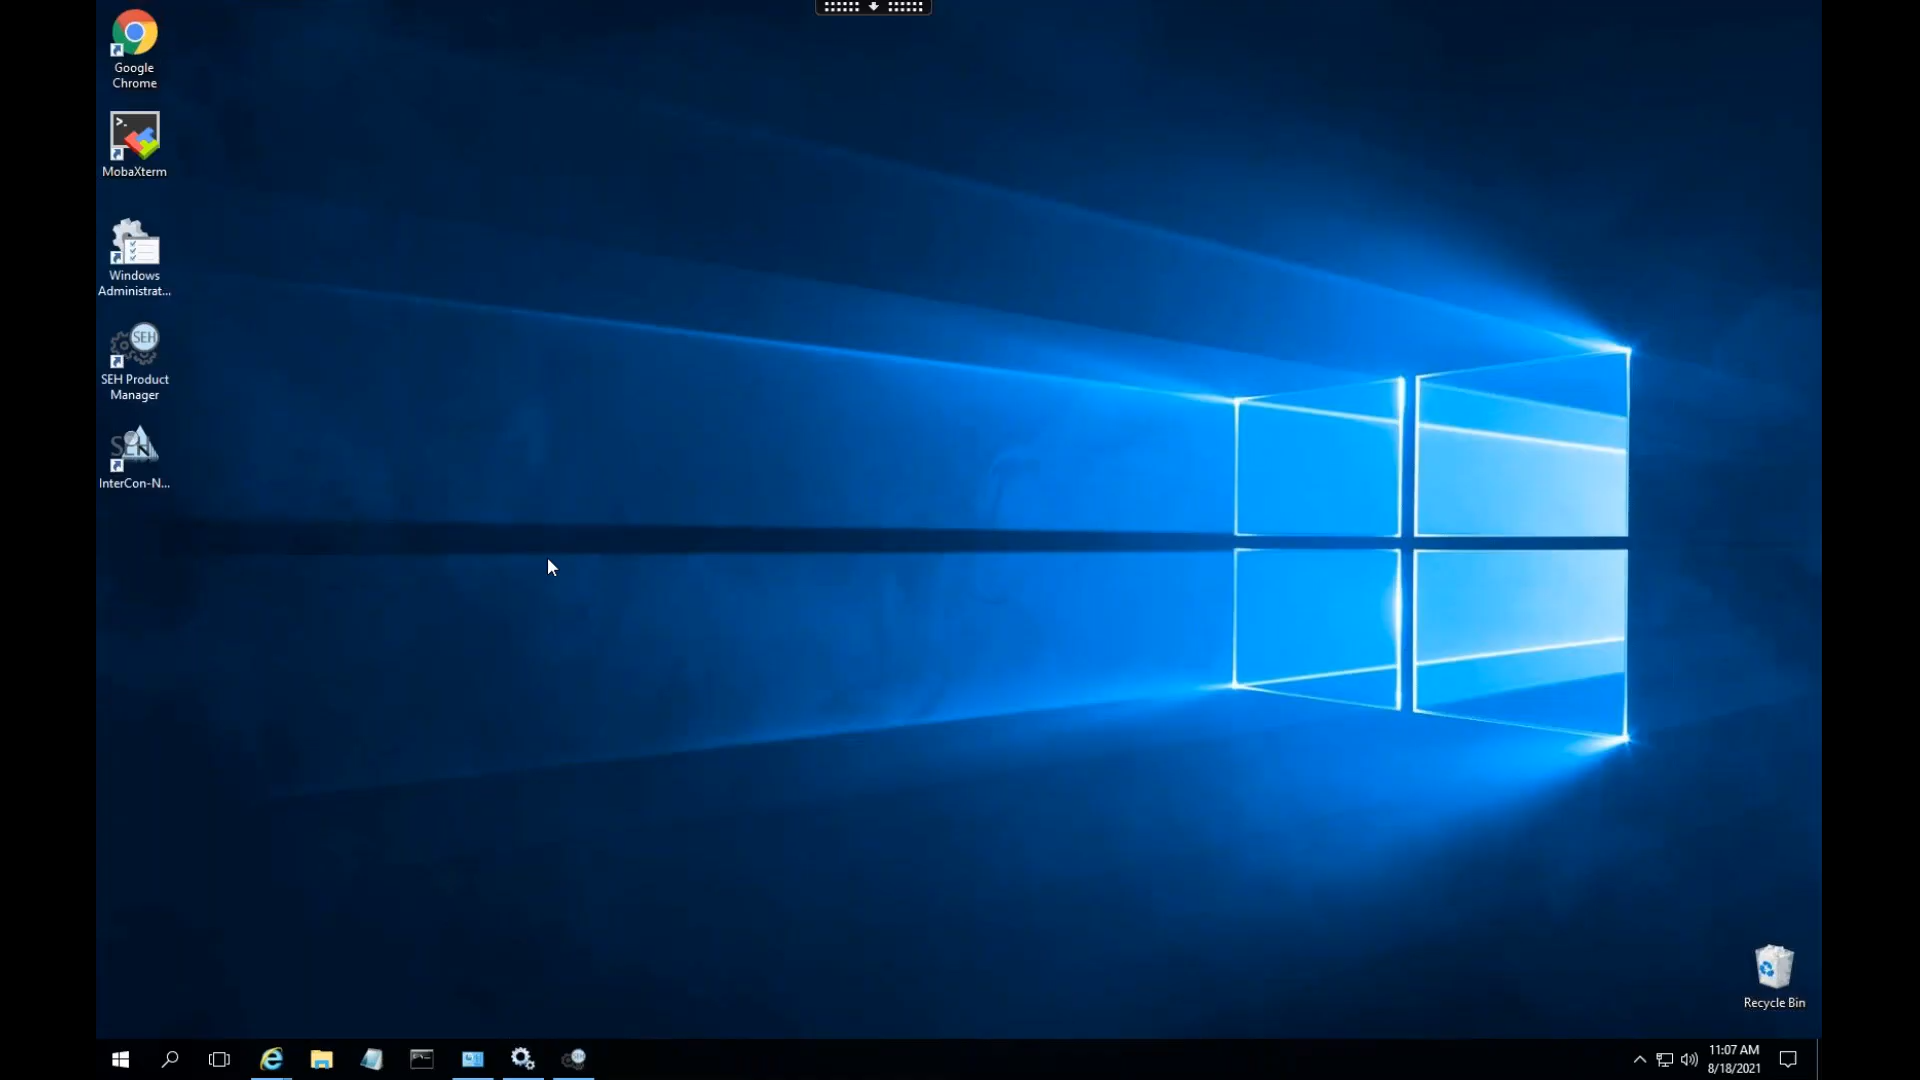 Google
Chrome
MobaXterm
Windows
Administrat...
SEH
SEH Product
Manager
InterCon-N...
Recycle Bin
11:07 AM
8/18/2021